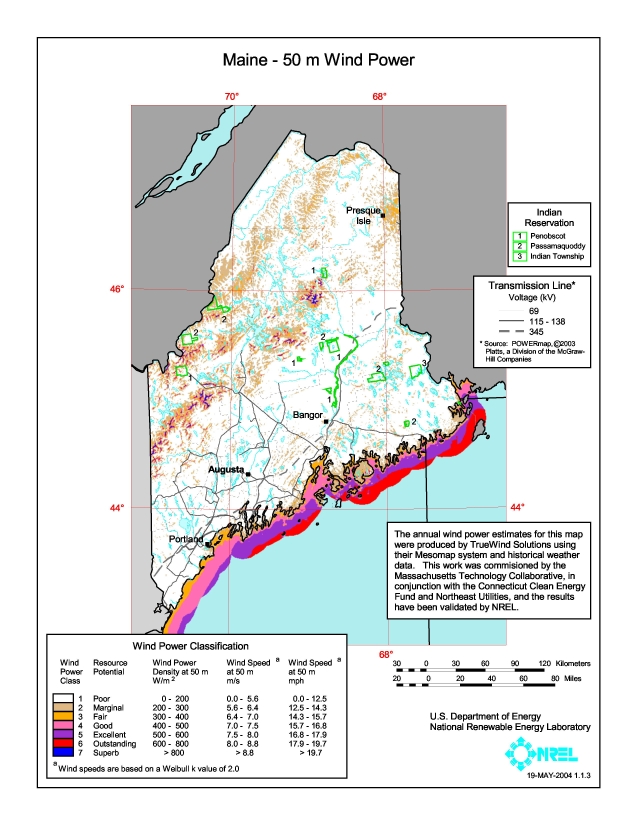 Maine - 50 m Wind Power
70°
68°
Presque
Isle
Indian
Reservation
1 Penobscot
2 Passamaquoddy
3 Indian Township
1
46°
Transmission Line*
Voltage (kV)
69
115 - 138
345
* Source: POWERmap, ©2003
Platts, a Division of the McGraw-
Hill Companies
2
2
2
1
1
1
2
3
1
Bangor
2
Augusta
44°
44°
Portland
The annual wind power estimates for this map
were produced by TrueWind Solutions using
their Mesomap system and historical weather
data. This work was commisioned by the
Massachusetts Technology Collaborative, in
conjunction with the Connecticut Clean Energy
Fund and Northeast Utilities, and the results
have been validated by NREL.
68°
Wind Power Classification
Wind Resource Wind Power Wind Speed a Wind Speed a
Power Potential Density at 50 m at 50 m at 50 m
Class W/m 2 m/s mph
1 Poor 0 - 200 0.0 - 5.6 0.0 - 12.5
2 Marginal 200 - 300 5.6 - 6.4 12.5 - 14.3
3 Fair 300 - 400 6.4 - 7.0 14.3 - 15.7
4 Good 400 - 500 7.0 - 7.5 15.7 - 16.8
5 Excellent 500 - 600 7.5 - 8.0 16.8 - 17.9
6 Outstanding 600 - 800 8.0 - 8.8 17.9 - 19.7
7 Superb > 800 > 8.8 > 19.7
a Wind speeds are based on a Weibull k value of 2.0
30 0 30 60 90 120 Kilometers
20 0 20 40 60 80 Miles
U.S. Department of Energy
National Renewable Energy Laboratory
NREL
19-MAY-2004 1.1.3